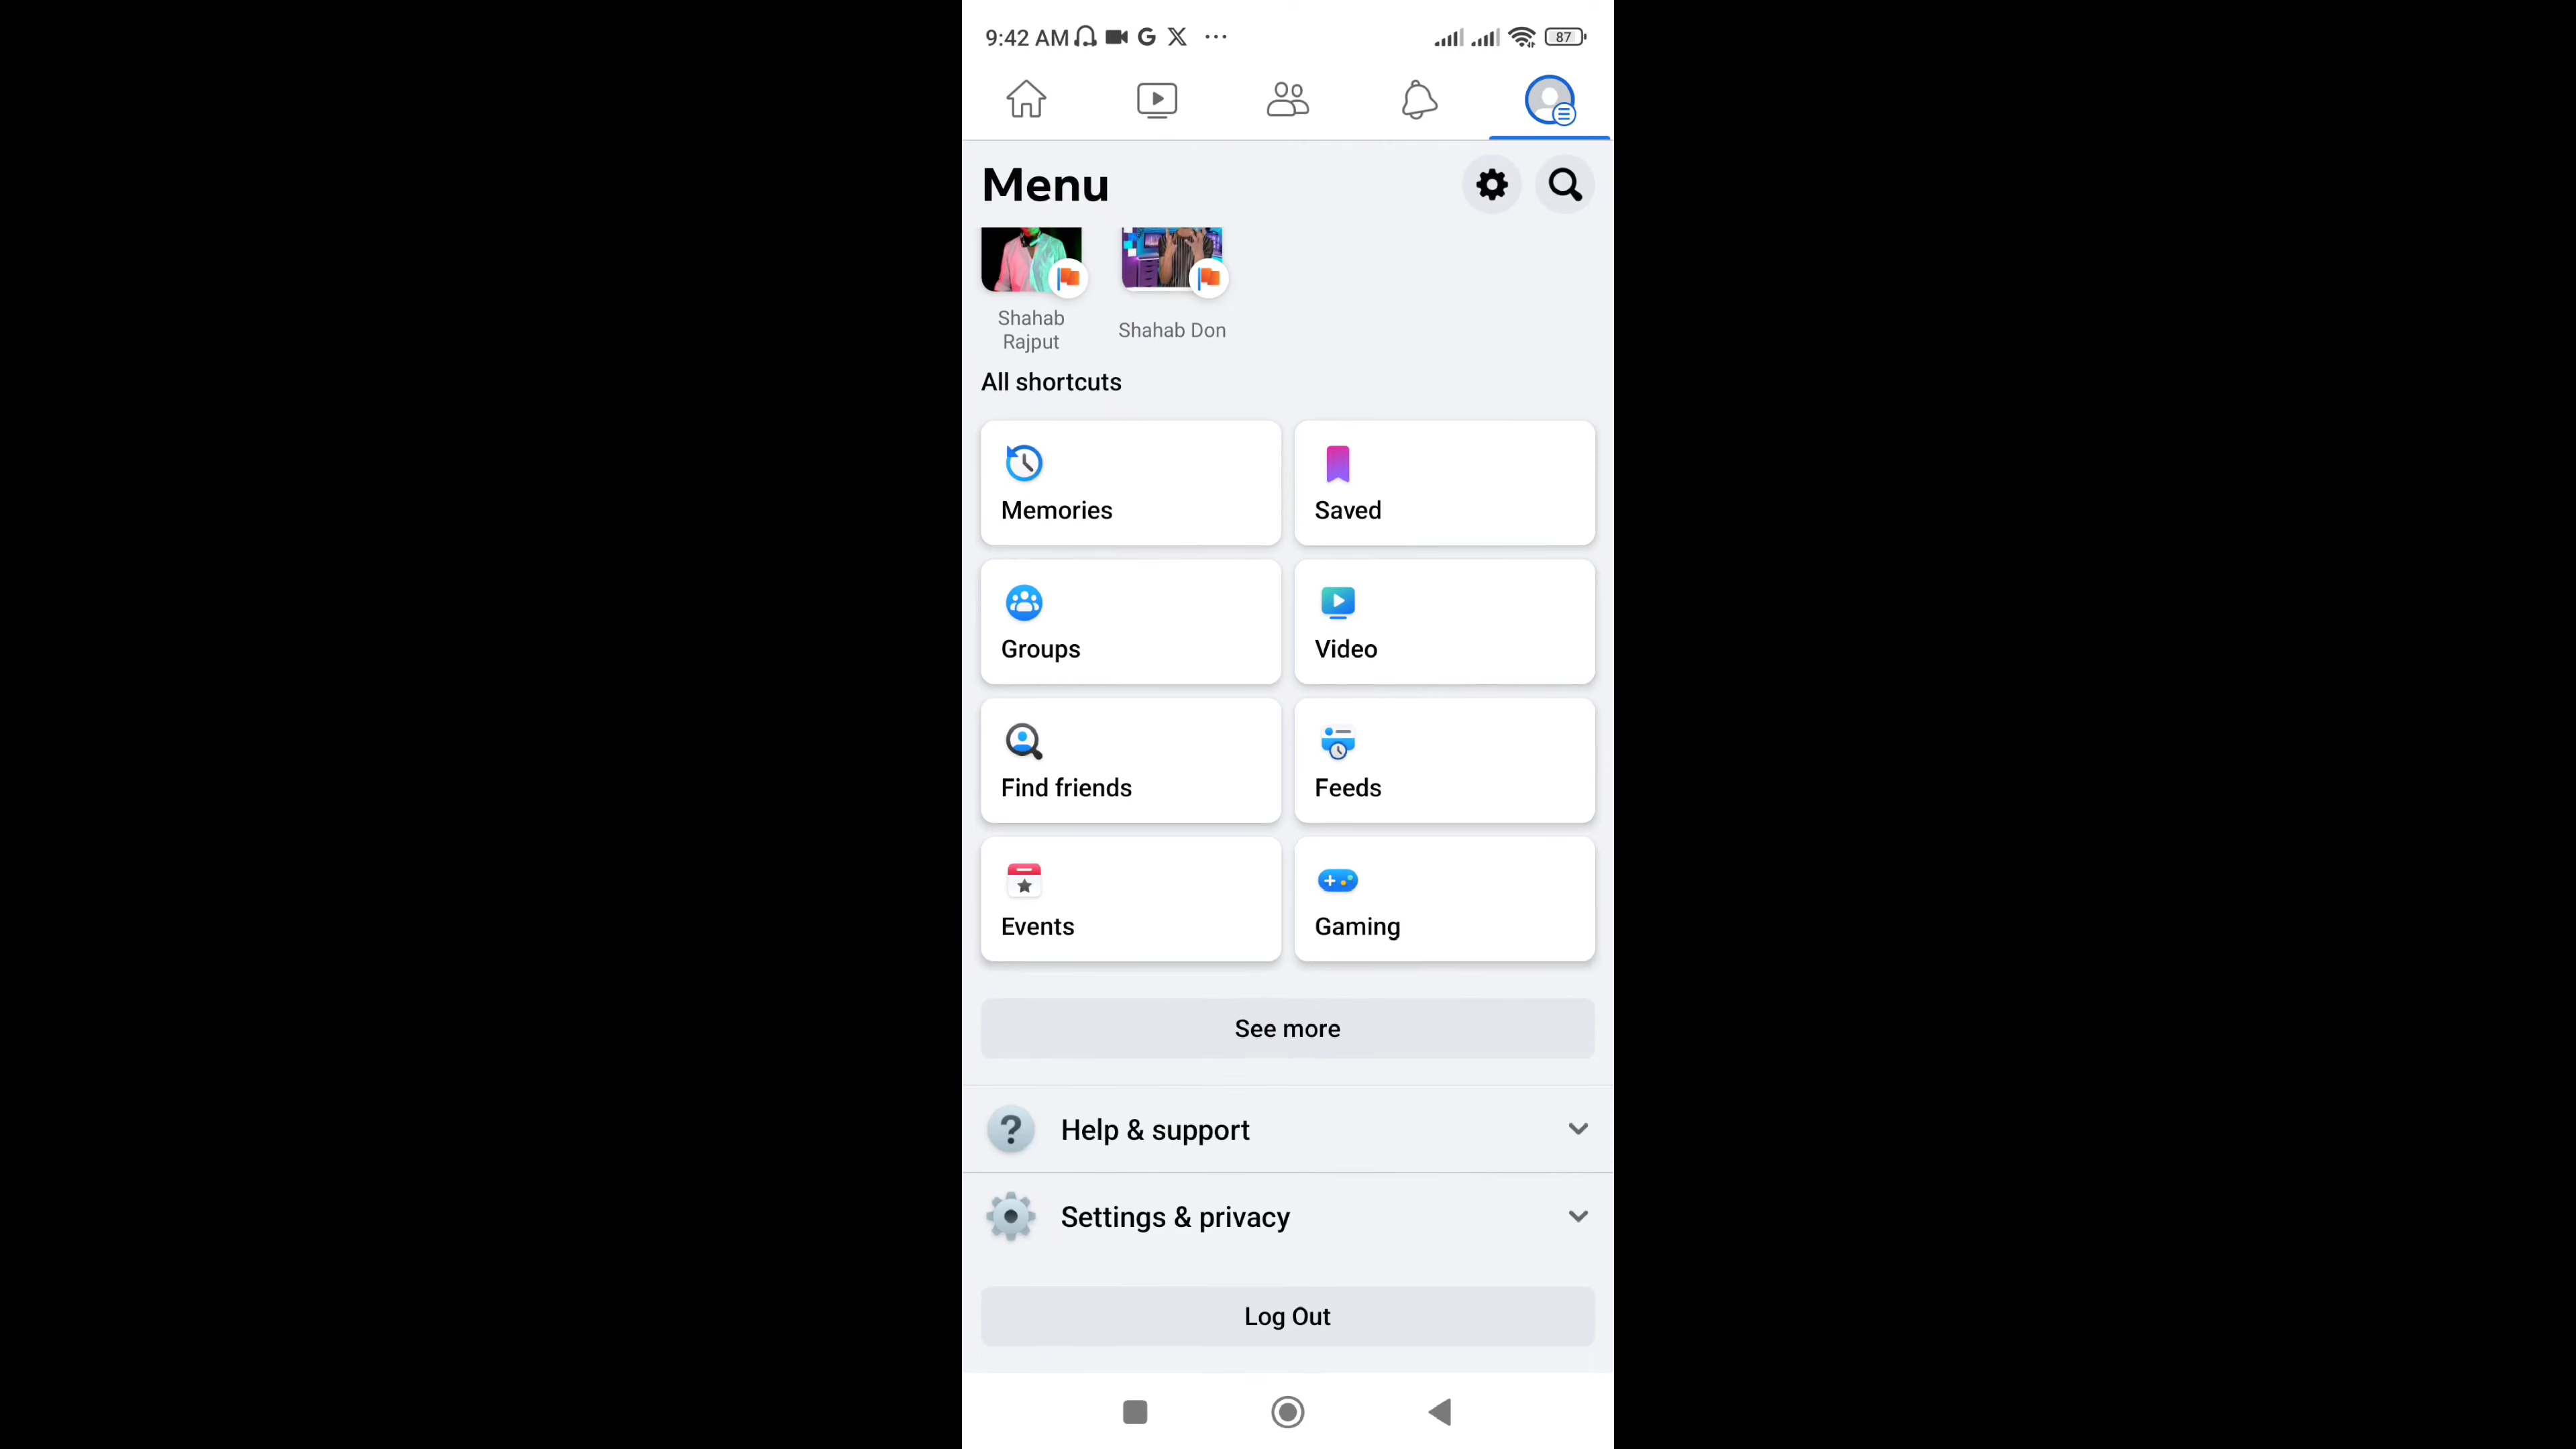 9:42 AM
87
Menu
Shahab
Rajput
Shahab Don
All shortcuts
Memories
Saved
Groups
Video
Find friends
Feeds
Events
Gaming
See more
Help & support
Settings & privacy
Log Out